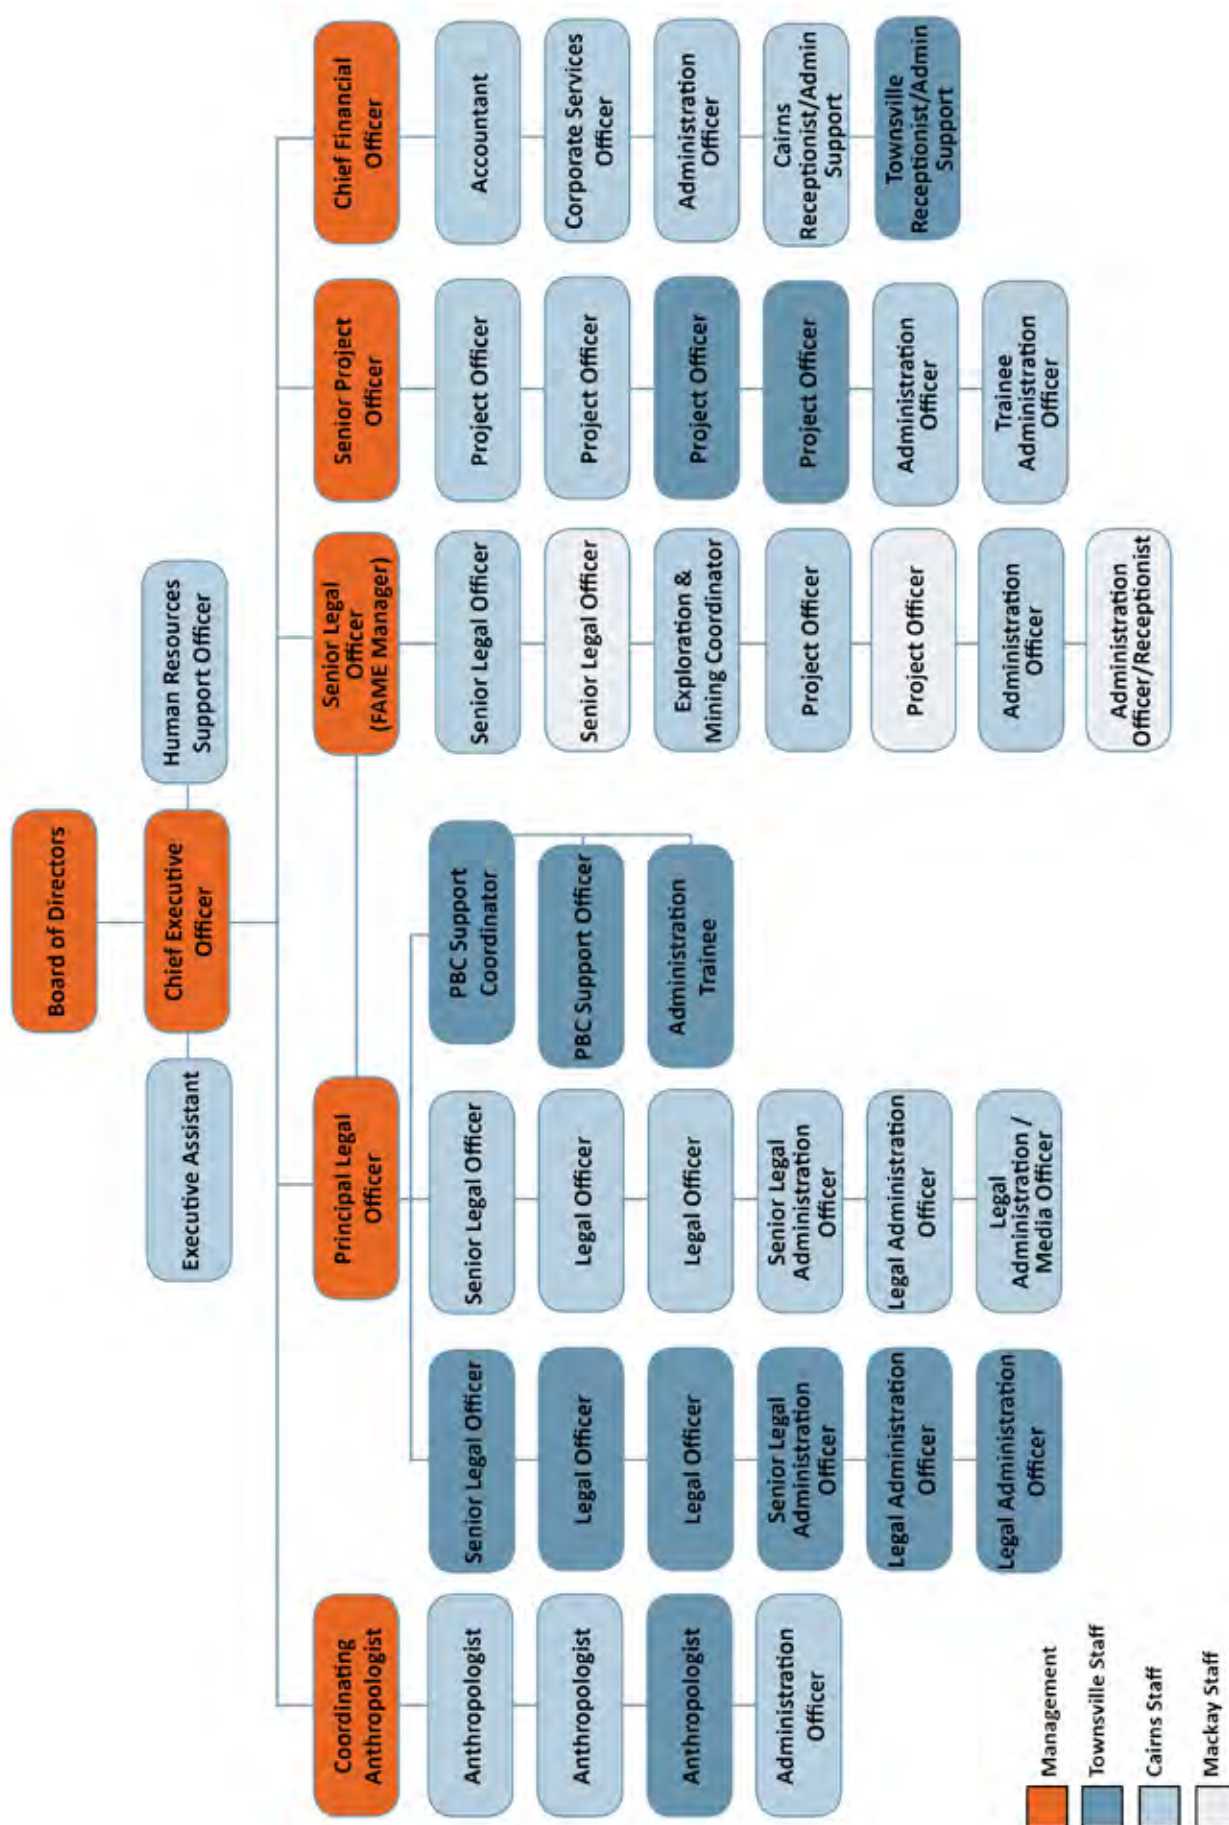 Board of Directors
Executive Assistant
Chief Executive
Officer
Human Resources
Support Officer
Coordinating
Anthropologist
Principal Legal
Officer
Senior Legal
Officer
(FAME Manager)
Senior Project
Officer
Chief Financial
Officer
Anthropologist
Anthropologist
Anthropologist
Administration
Officer
Senior Legal Officer
Legal Officer
Legal Officer
Senior Legal
Administration
Officer
Legal Administration
Officer
Legal Administration
Officer
Senior Legal Officer
Legal Officer
Legal Officer
Senior Legal
Administration
Officer
Legal Administration
Officer
Legal
Administration /
Media Officer
PBC Support
Coordinator
PBC Support Officer
Administration
Trainee
Senior Legal Officer
Senior Legal Officer
Exploration &
Mining Coordinator
Project Officer
Project Officer
Administration
Officer
Administration
Officer/Receptionist
Project Officer
Project Officer
Project Officer
Project Officer
Administration
Officer
Trainee
Administration
Officer
Accountant
Corporate Services
Officer
Administration
Officer
Cairns
Receptionist/Admin
Support
Townsville
Receptionist/Admin
Support
Management
Townsville Staff
Cairns Staff
Mackay Staff